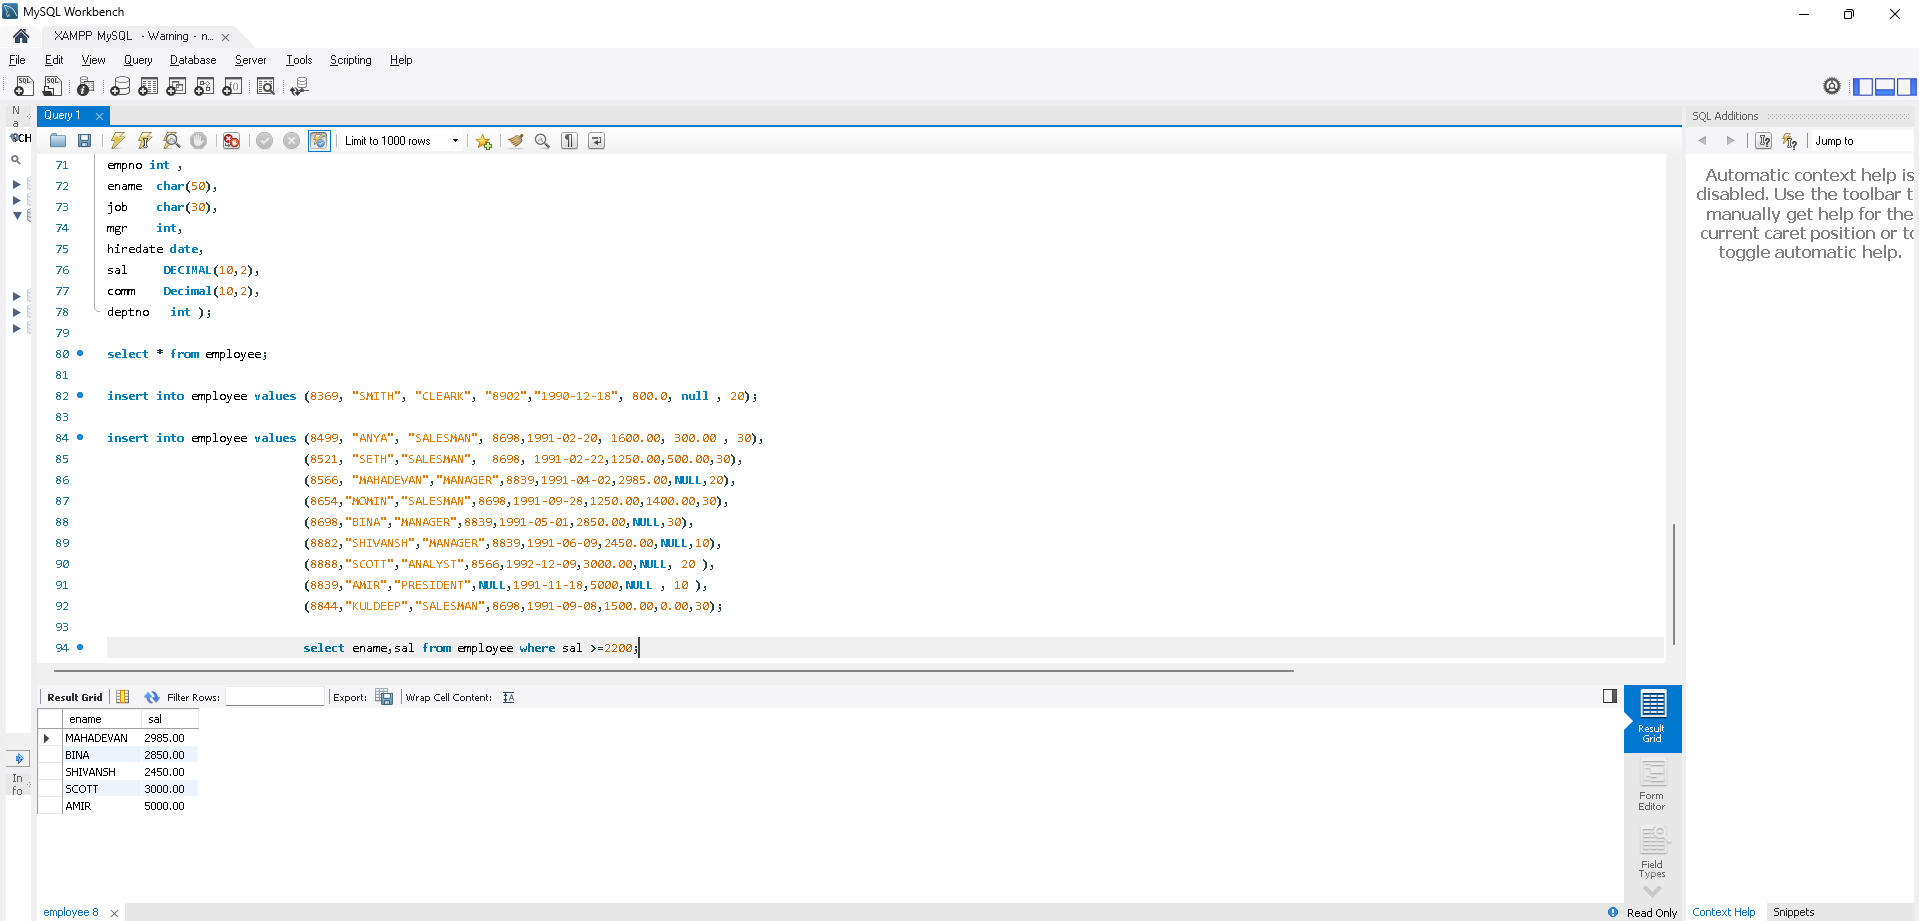 MySQL Workbench
XAMPP MySQL - Warning - n...
File Edit View Query Database Server Tools Scripting Help
Query 1
Limit to 1000 rows
71 empno int ,
72 ename char(50),
73 job char(30),
74 mgr int,
75 hiredate date,
76 sal DECIMAL(10,2),
77 comm Decimal(10,2),
78 deptno int );
79
80 select * from employee;
81
82 insert into employee values (8369, "SMITH", "CLEARK", "8902","1990-12-18", 800.0, null , 20);
83
84 insert into employee values (8499, "ANYA", "SALESMAN", 8698,1991-02-20, 1600.00, 300.00 , 30),
85 (8521, "SETH","SALESMAN", 8698, 1991-02-22,1250.00,500.00,30),
86 (8566, "MAHADEVAN","MANAGER",8839,1991-04-02,2985.00,NULL,20),
87 (8654,"MOMIN","SALESMAN",8698,1991-09-28,1250.00,1400.00,30),
88 (8698,"BINA","MANAGER",8839,1991-05-01,2850.00,NULL,30),
89 (8882,"SHIVANSH","MANAGER",8839,1991-06-09,2450.00,NULL,10),
90 (8888,"SCOTT","ANALYST",8566,1992-12-09,3000.00,NULL, 20 ),
91 (8839,"AMIR","PRESIDENT",NULL,1991-11-18,5000,NULL , 10 ),
92 (8844,"KULDEEP","SALESMAN",8698,1991-09-08,1500.00,0.00,30);
93
94 select ename,sal from employee where sal >=2200;
Result Grid Filter Rows: Export: Wrap Cell Content:
ename sal
MAHADEVAN 2985.00
BINA 2850.00
SHIVANSH 2450.00
SCOTT 3000.00
AMIR 5000.00
Result
Grid
Form
Editor
Field
Types
employee 8
Read Only
N
a
CH
In
fo
SQL Additions
Jump to
Automatic context help is
disabled. Use the toolbar t
manually get help for the
current caret position or to
toggle automatic help.
Context Help Snippets